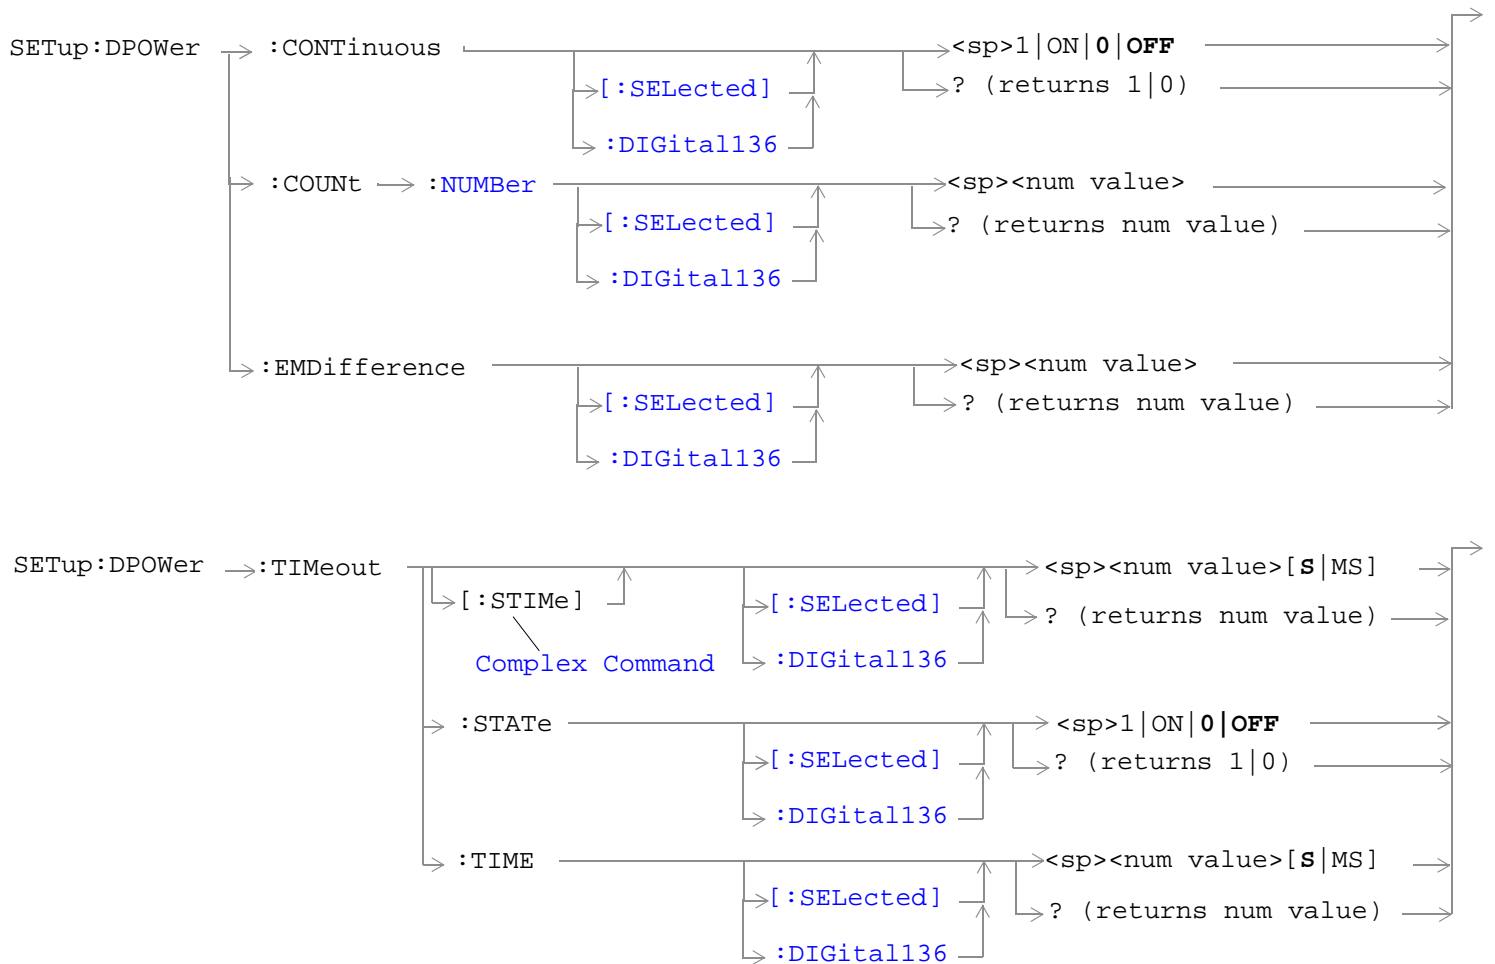 SETup:DPOWer :CONTinuous <sp>1|ON|0|OFF
[:SELected] ? (returns 1|0)
:DIGital136
:COUNt :NUMBer <sp><num value>
[:SELected] ? (returns num value)
:DIGital136
:EMDifference <sp><num value>
[:SELected] ? (returns num value)
:DIGital136
SETup:DPOWer :TIMeout <sp><num value>[S|MS]
[:STIMe] [:SELected] ? (returns num value)
Complex Command :DIGital136
:STATe <sp>1|ON|0|OFF
[:SELected] ? (returns 1|0)
:DIGital136
:TIME <sp><num value>[S|MS]
[:SELected] ? (returns num value)
:DIGital136